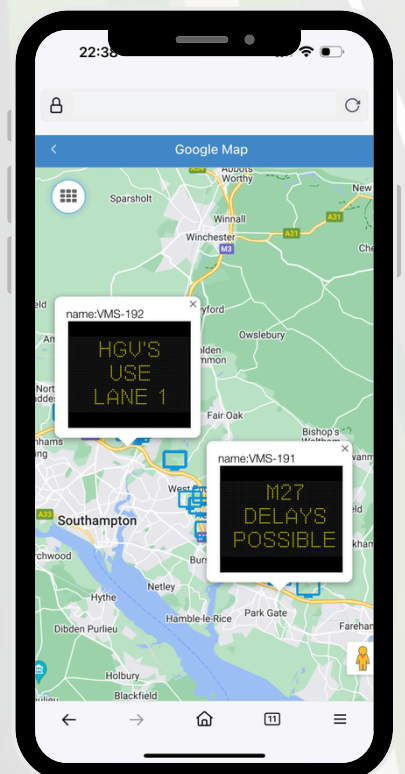 22:38
Google Map
Abbots
Worthy
Sparsholt
New
Winnall
A31
Winchester
A31
M3
name:VMS-192
HGV'S
USE
LANE 1
Owslebury
Fair Oak
Bishop's
name:VMS-191
M27
DELAYS
POSSIBLE
West
A33
Southampton
Netley
Hythe
Hamble-le-Rice
Park Gate
Dibden Purlieu
Holbury
Blackfield
11